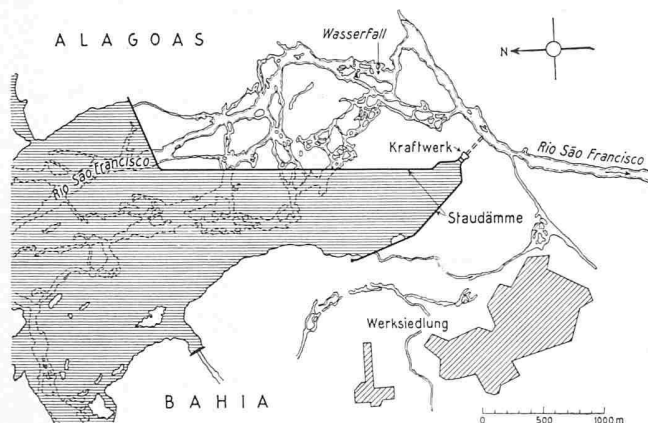 ALAGOAS
Wasserfall
N
Kraftwerk
Rio São Francisco
Rio São Francisco
Staudämme
Werksiedlung
BAHIA
0 500 1000 m